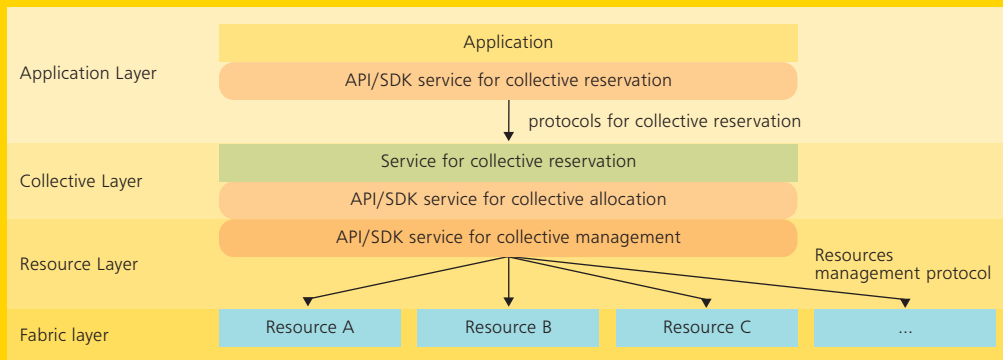 Application Layer
Application
API/SDK service for collective reservation
protocols for collective reservation
Collective Layer
Service for collective reservation
API/SDK service for collective allocation
Resource Layer
API/SDK service for collective management
Resources
management protocol
Fabric layer
Resource A
Resource B
Resource C
...